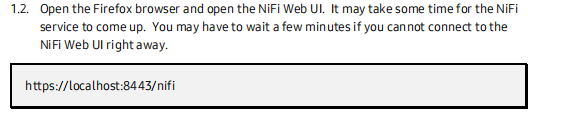 1.2. Open the Firefox browser and open the NiFi Web UI. It may take some time for the NiFi
service to come up. You may have to wait a few minutes if you cannot connect to the
NiFi Web UI right away.
https://localhost:8443/nifi